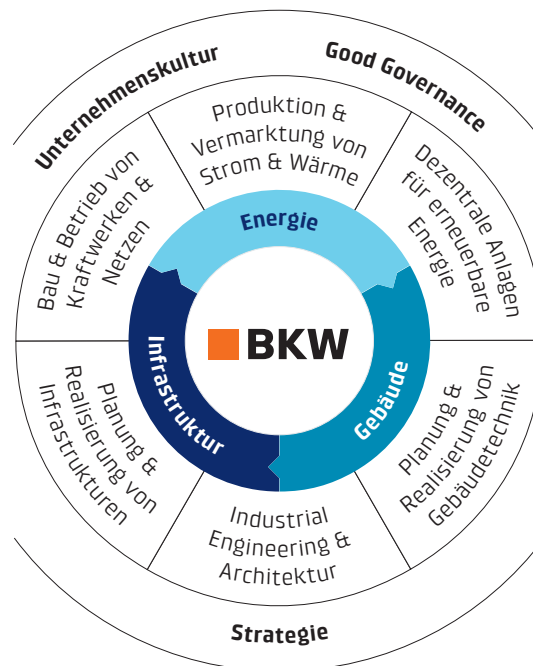 Unternehmenskultur
Good Governance
Produktion &
Vermarktung von
Strom & Wärme
Bau & Betrieb von
Kraftwerken &
Netzen
Dezentrale Anlagen
für erneuerbare
Energie
Energie
BKW
Infrastruktur
Gebäude
Planung &
Realisierung von
Infrastrukturen
Planung &
Realisierung von
Gebäudetechnik
Industrial
Engineering &
Architektur
Strategie